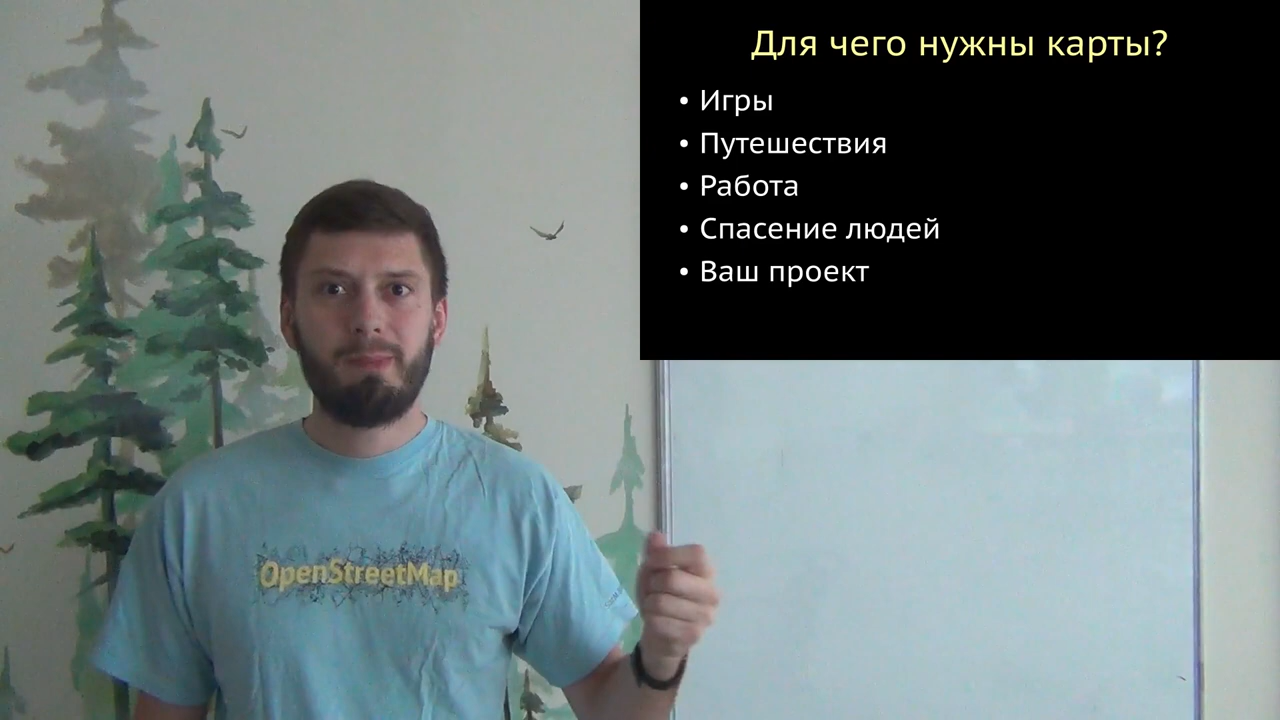 Для чего нужны карты?
• Игры
• Путешествия
• Работа
• Спасение людей
• Ваш проект
OpenStreetMap